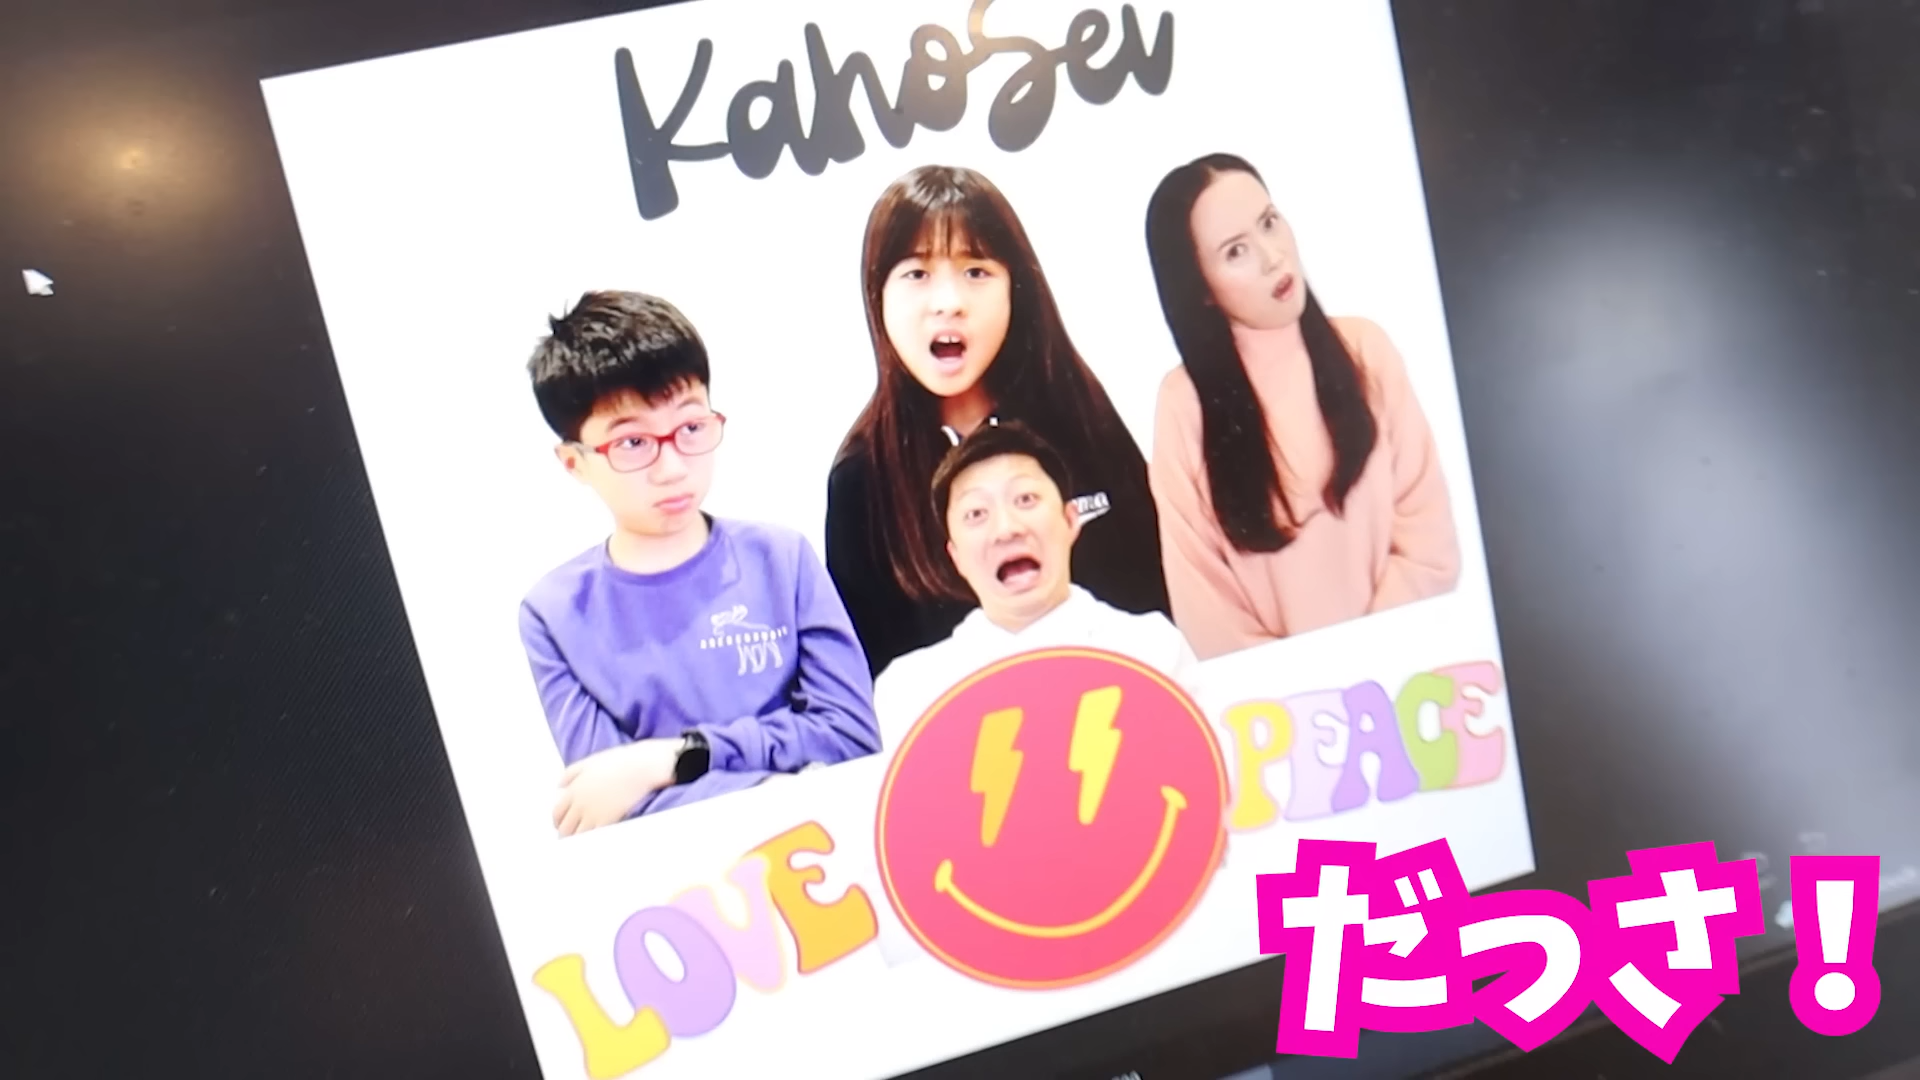 KahoSei
LOVE PEACE
だっさ！